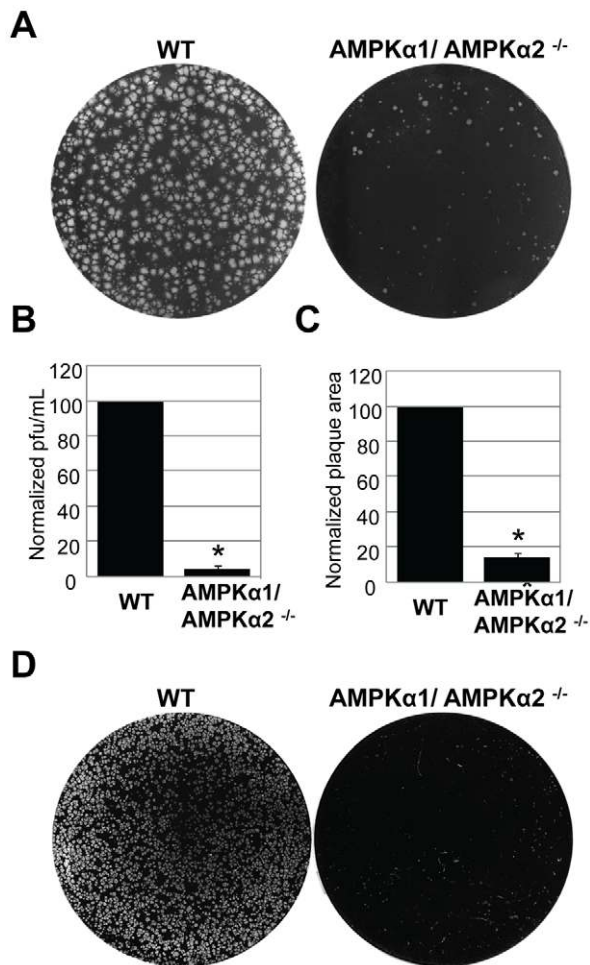 A
WT
AMPKα1/ AMPKα2 -/-
B
Normalized pfu/mL
120
100
80
60
40
20
0
*
WT
AMPKα1/
AMPKα2 -/-
C
Normalized plaque area
120
100
80
60
40
20
0
*
WT
AMPKα1/
AMPKα2 -/-
D
WT
AMPKα1/ AMPKα2 -/-